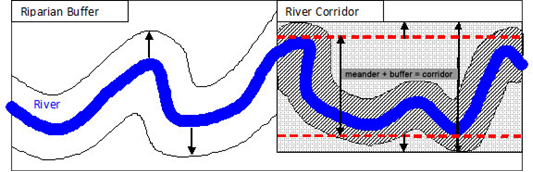 Riparian Buffer
River Corridor
meander + buffer = corridor
River